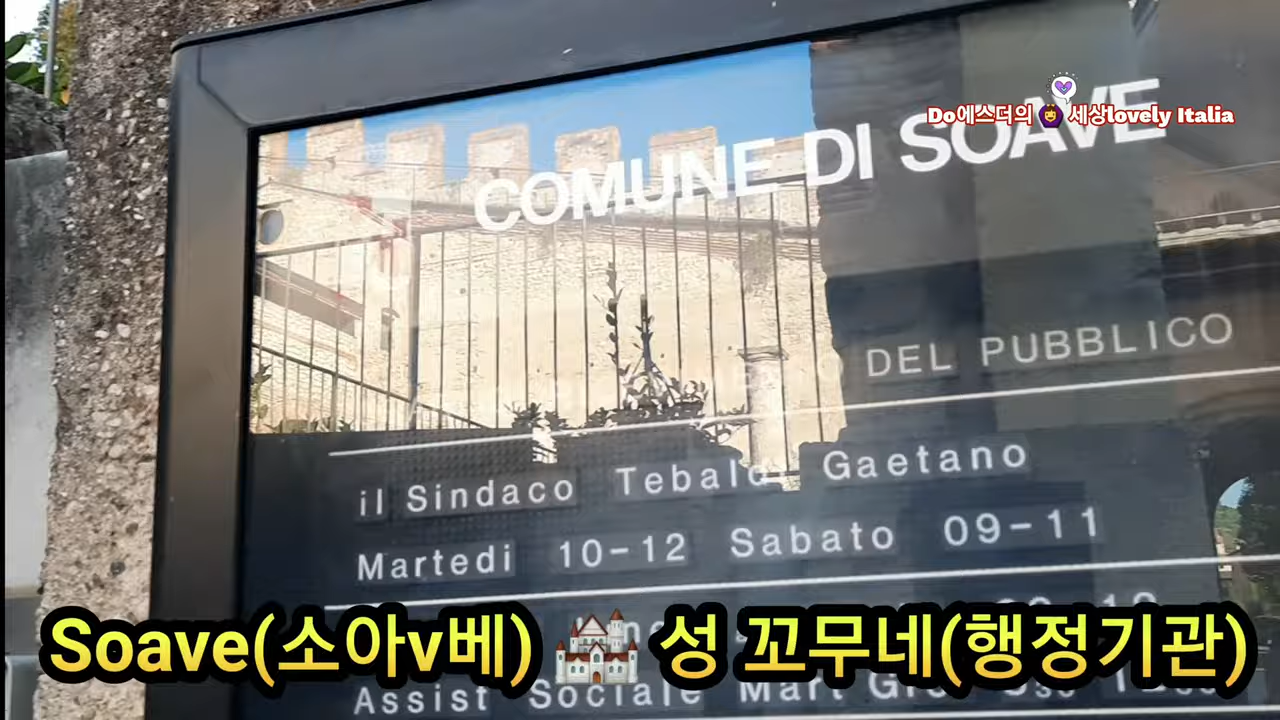 COMUNE DI SOAVE
Do에스더의 세상lovely Italia
DEL PUBBLICO
il Sindaco Tebaldi Gaetano
Martedi 10-12 Sabato 09-11
Soave(소아v베) 성 꼬무네(행정기관)
Assist Sociale Mart